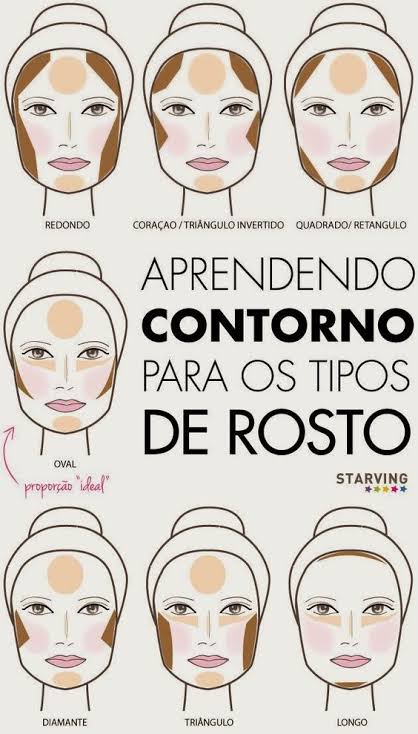 REDONDO
CORAÇAO / TRIÂNGULO INVERTIDO
QUADRADO/ RETANGULO
APRENDENDO
CONTORNO
PARA OS TIPOS
DE ROSTO
OVAL
proporção "ideal"
STARVING
DIAMANTE
TRIÂNGULO
LONGO